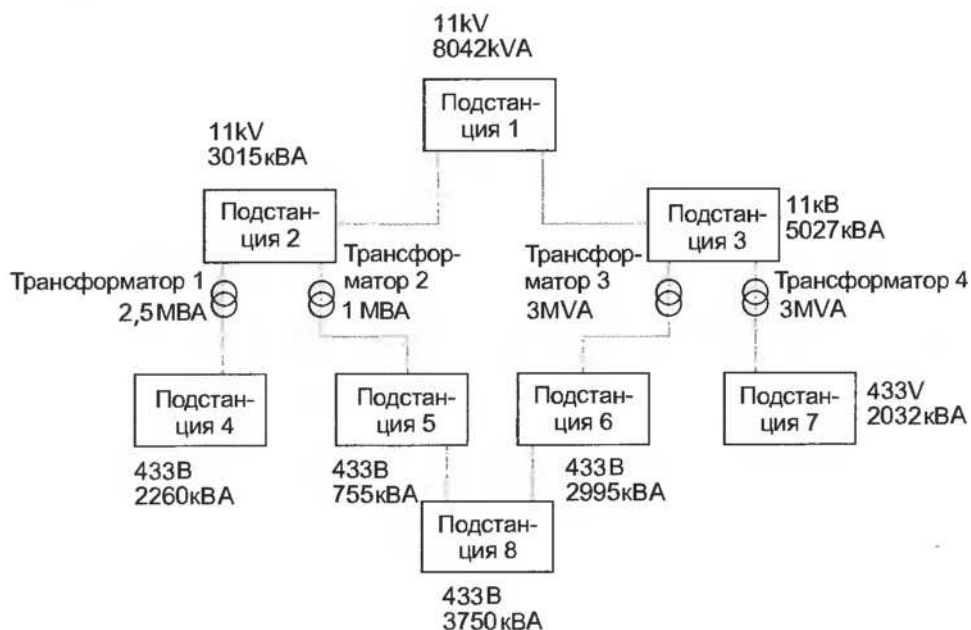 11kV
8042kVA
Подстан-
ция 1
11kV
3015кВА
Подстан-
ция 2
Подстан-
ция 3
11кВ
5027кВА
Трансформатор 1
2,5МВА
Трансфор-
матор 2
1 МВА
Трансфор-
матор 3
3MVA
Трансформатор 4
3MVA
Подстан-
ция 4
433В
2260кВА
Подстан-
ция 5
433В
755кВА
Подстан-
ция 6
433В
2995кВА
Подстан-
ция 7
433V
2032кВА
Подстан-
ция 8
433В
3750кВА